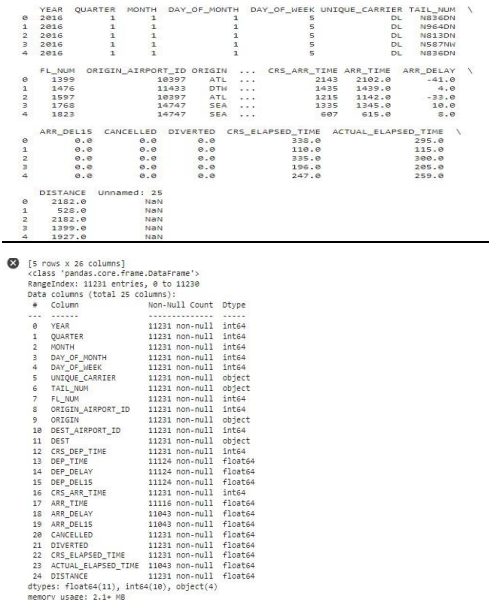 YEAR QUARTER MONTH DAY_OF_MONTH DAY_OF_WEEK UNIQUE_CARRIER TAIL_NUM \
0 2016 1 1 1 5 DL N836DN
1 2016 1 1 1 5 DL N964DN
2 2016 1 1 1 5 DL N813DN
3 2016 1 1 1 5 DL N587NW
4 2016 1 1 1 5 DL N836DN
FL_NUM ORIGIN_AIRPORT_ID ORIGIN ... CRS_ARR_TIME ARR_TIME ARR_DELAY \
0 1399 10397 ATL ... 2143 2102.0 -41.0
1 1476 11433 DTW ... 1435 1439.0 4.0
2 1597 10397 ATL ... 1215 1142.0 -33.0
3 1768 14747 SEA ... 1335 1345.0 10.0
4 1823 14747 SEA ... 607 615.0 8.0
ARR_DEL15 CANCELLED DIVERTED CRS_ELAPSED_TIME ACTUAL_ELAPSED_TIME \
0 0.0 0.0 0.0 338.0 295.0
1 0.0 0.0 0.0 110.0 115.0
2 0.0 0.0 0.0 335.0 300.0
3 0.0 0.0 0.0 196.0 205.0
4 0.0 0.0 0.0 247.0 259.0
DISTANCE Unnamed: 25
0 2182.0 NaN
1 528.0 NaN
2 2182.0 NaN
3 1399.0 NaN
4 1927.0 NaN
[5 rows x 26 columns]
<class 'pandas.core.frame.DataFrame'>
RangeIndex: 11231 entries, 0 to 11230
Data columns (total 25 columns):
# Column Non-Null Count Dtype
--- ------ -------------- -----
0 YEAR 11231 non-null int64
1 QUARTER 11231 non-null int64
2 MONTH 11231 non-null int64
3 DAY_OF_MONTH 11231 non-null int64
4 DAY_OF_WEEK 11231 non-null int64
5 UNIQUE_CARRIER 11231 non-null object
6 TAIL_NUM 11231 non-null object
7 FL_NUM 11231 non-null int64
8 ORIGIN_AIRPORT_ID 11231 non-null int64
9 ORIGIN 11231 non-null object
10 DEST_AIRPORT_ID 11231 non-null int64
11 DEST 11231 non-null object
12 CRS_DEP_TIME 11231 non-null int64
13 DEP_TIME 11124 non-null float64
14 DEP_DELAY 11124 non-null float64
15 DEP_DEL15 11124 non-null float64
16 CRS_ARR_TIME 11231 non-null int64
17 ARR_TIME 11116 non-null float64
18 ARR_DELAY 11043 non-null float64
19 ARR_DEL15 11043 non-null float64
20 CANCELLED 11231 non-null float64
21 DIVERTED 11231 non-null float64
22 CRS_ELAPSED_TIME 11231 non-null float64
23 ACTUAL_ELAPSED_TIME 11043 non-null float64
24 DISTANCE 11231 non-null float64
dtypes: float64(11), int64(10), object(4)
memory usage: 2.1+ MB